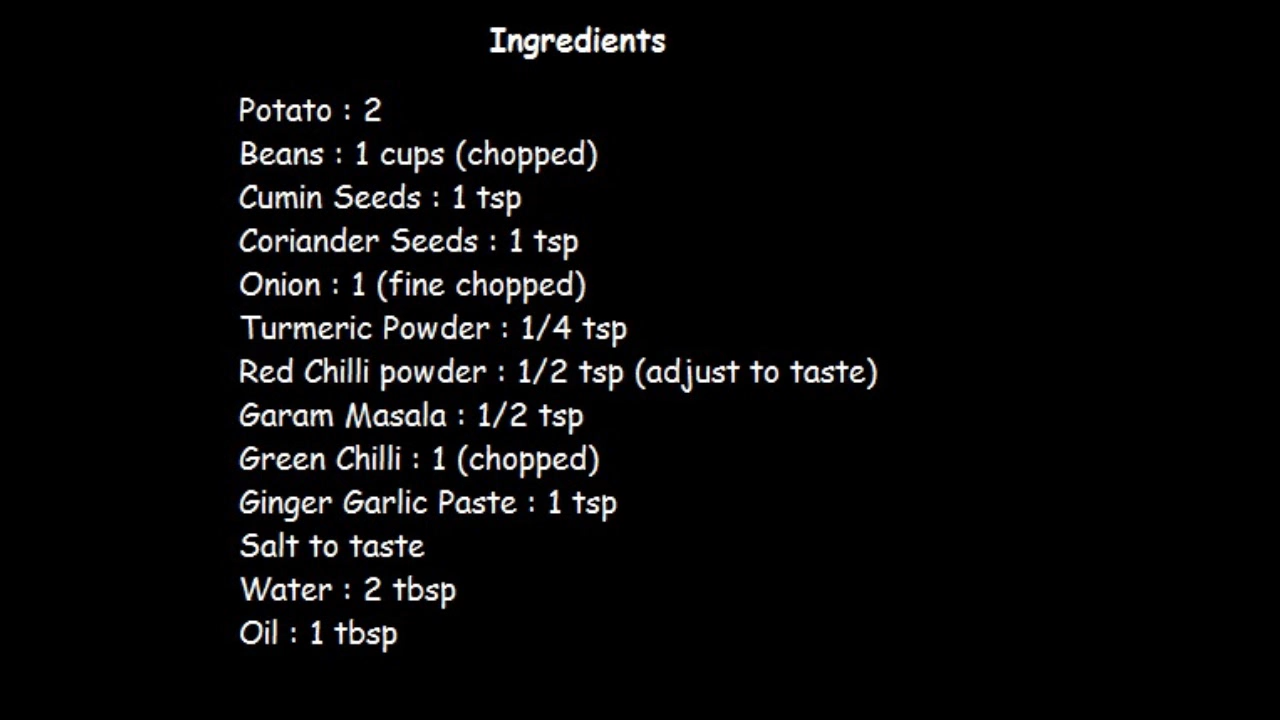 Ingredients
Potato : 2
Beans : 1 cups (chopped)
Cumin Seeds : 1 tsp
Coriander Seeds : 1 tsp
Onion : 1 (fine chopped)
Turmeric Powder : 1/4 tsp
Red Chilli powder : 1/2 tsp (adjust to taste)
Garam Masala : 1/2 tsp
Green Chilli : 1 (chopped)
Ginger Garlic Paste : 1 tsp
Salt to taste
Water : 2 tbsp
Oil : 1 tbsp